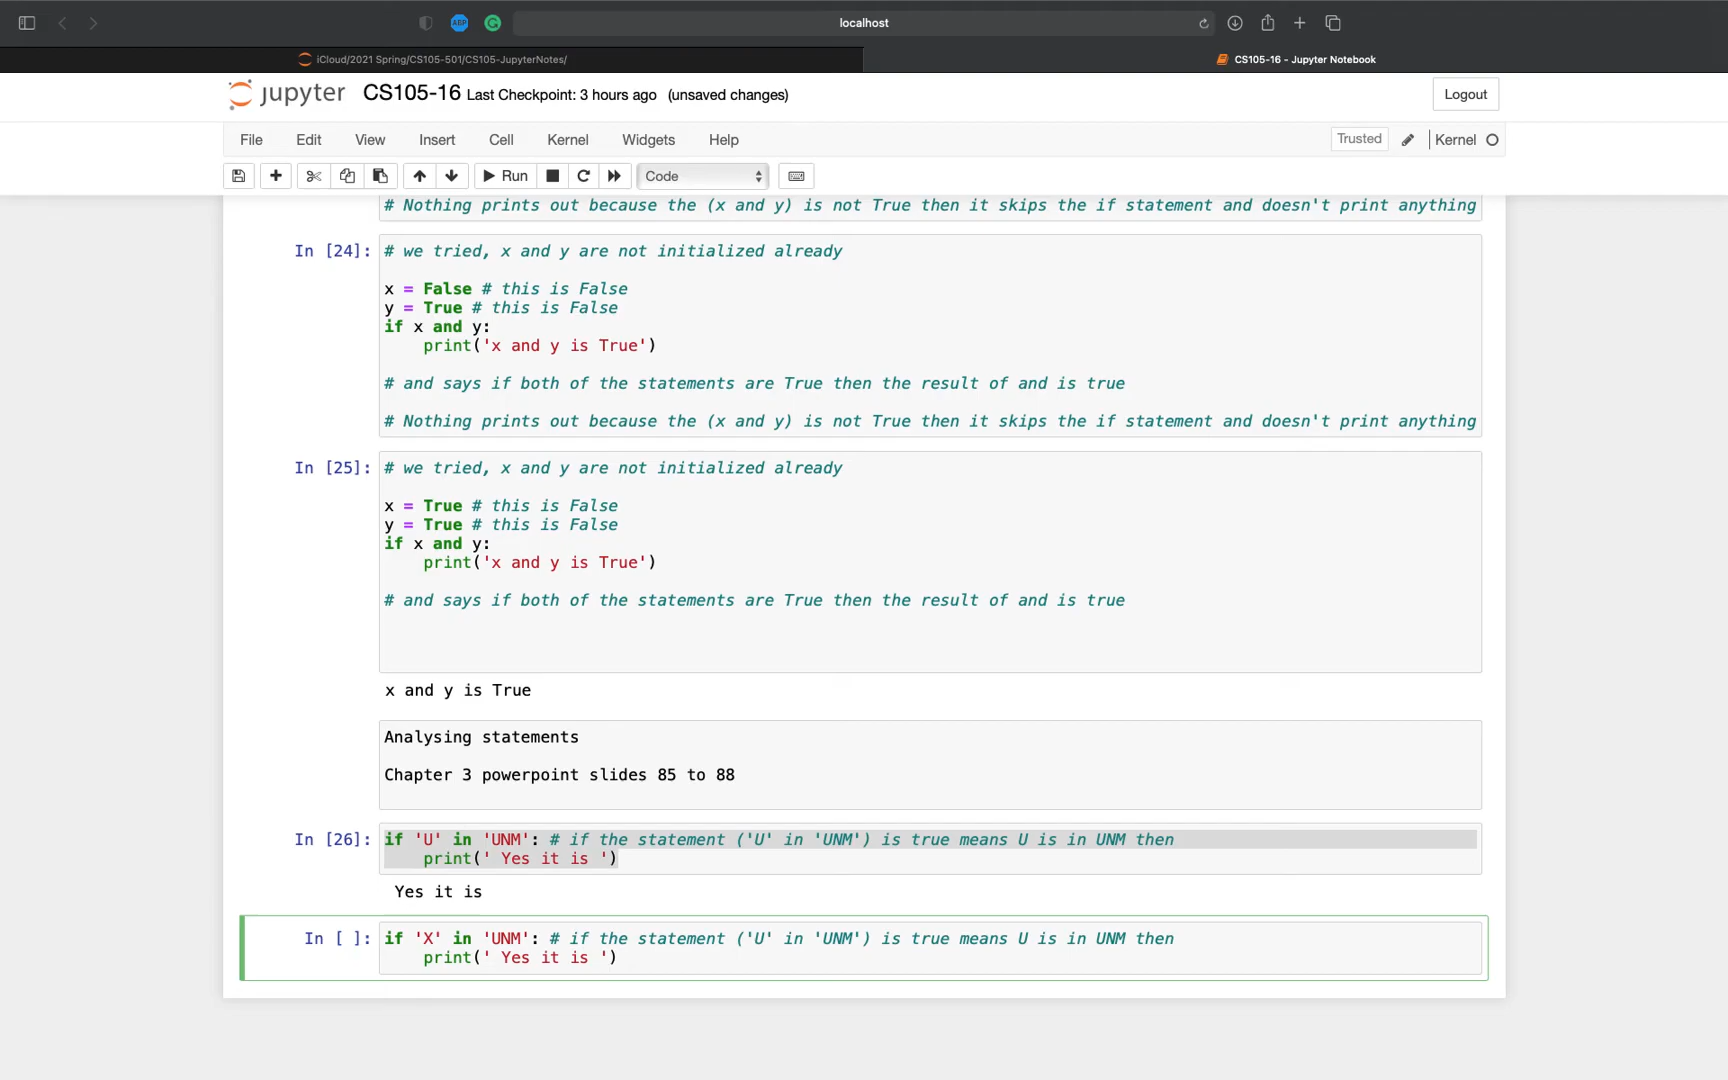 localhost
iCloud/2021 Spring/CS105-501/CS105-JupyterNotes/
CS105-16 - Jupyter Notebook
jupyter CS105-16 Last Checkpoint: 3 hours ago (unsaved changes)
Logout
File Edit View Insert Cell Kernel Widgets Help
Trusted Kernel
Run Code
# Nothing prints out because the (x and y) is not True then it skips the if statement and doesn't print anything
In [24]: # we tried, x and y are not initialized already
x = False # this is False
y = True # this is False
if x and y:
print('x and y is True')
# and says if both of the statements are True then the result of and is true
# Nothing prints out because the (x and y) is not True then it skips the if statement and doesn't print anything
In [25]: # we tried, x and y are not initialized already
x = True # this is False
y = True # this is False
if x and y:
print('x and y is True')
# and says if both of the statements are True then the result of and is true
x and y is True
Analysing statements
Chapter 3 powerpoint slides 85 to 88
In [26]: if 'U' in 'UNM': # if the statement ('U' in 'UNM') is true means U is in UNM then
print(' Yes it is ')
Yes it is
In [ ]: if 'X' in 'UNM': # if the statement ('U' in 'UNM') is true means U is in UNM then
print(' Yes it is ')